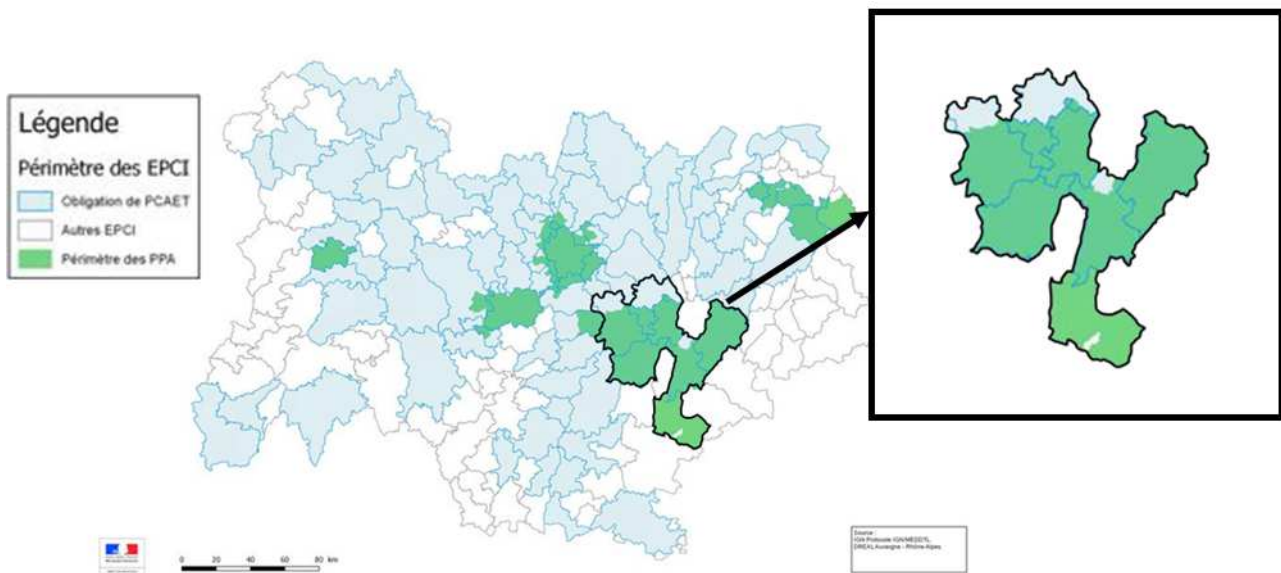 Légende
Périmètre des EPCI
Obligation de PCAET
Autres EPCI
Périmètre des PPA
0 20 40 60 80 km
Source :
DREAL Auvergne - Rhône-Alpes